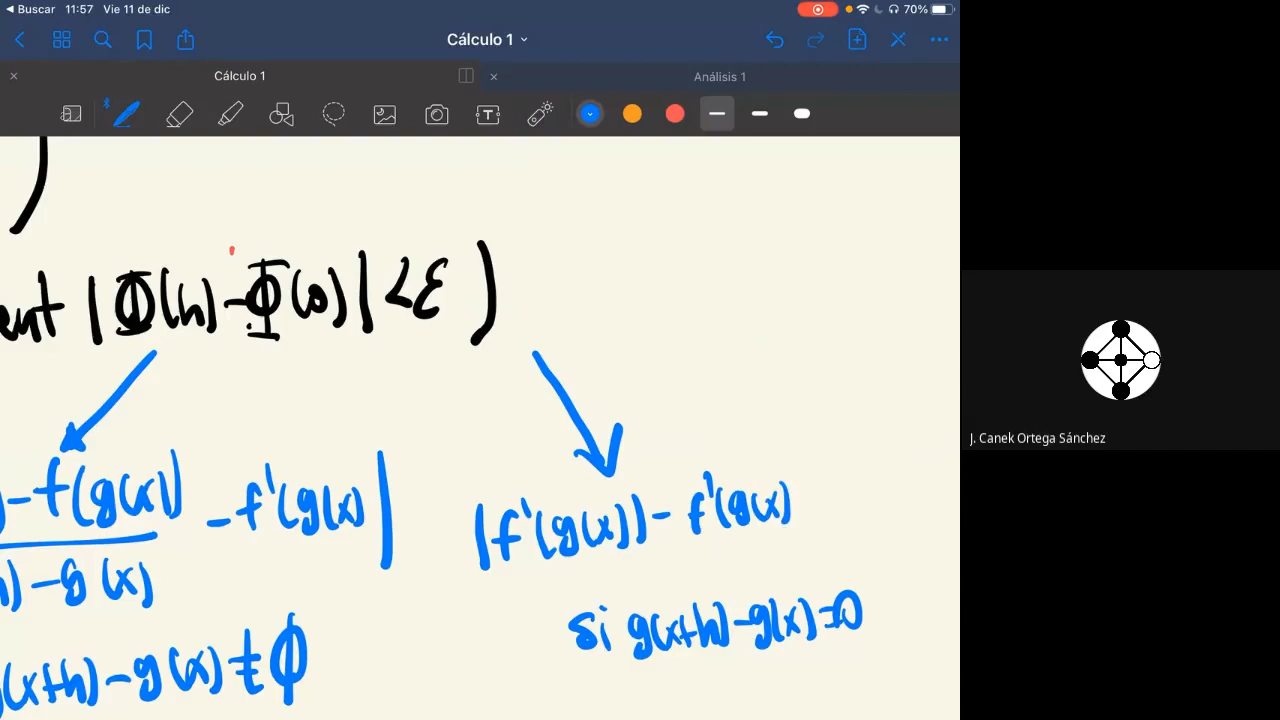 Buscar 11:57 Vie 11 de dic 70%
Cálculo 1
Cálculo 1 Análisis 1
T
)
ent |Φ(h)-Φ(0)| <ε )
)-f(g(x)) -f'(g(x)|
h)-g(x)
|f'(g(x))-f'(g(x)
si g(x+h)-g(x)=0
g(x+h)-g(x)≠0
J. Canek Ortega Sánchez